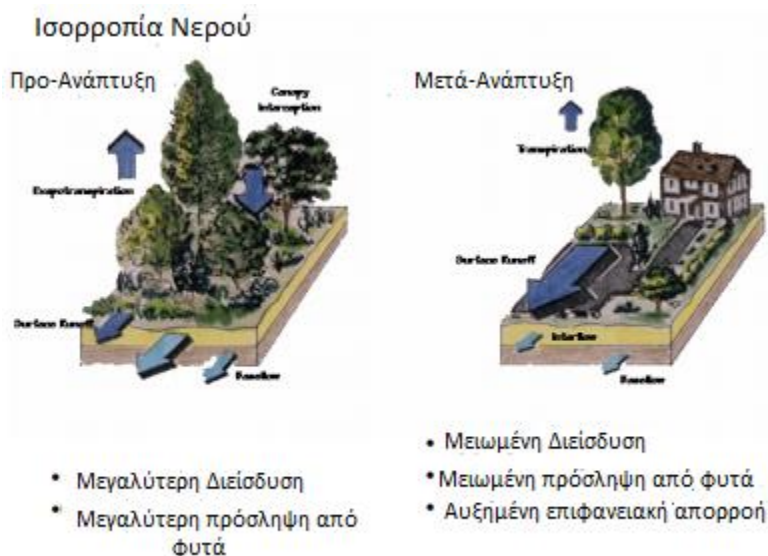 Ισορροπία Νερού
Προ-Ανάπτυξη
Canopy
Interception
Evapotranspiration
Surface Runoff
Baseflow
• Μεγαλύτερη Διείσδυση
• Μεγαλύτερη πρόσληψη από
φυτά
Μετά-Ανάπτυξη
Transpiration
Surface Runoff
Interflow
Baseflow
• Μειωμένη Διείσδυση
• Μειωμένη πρόσληψη από φυτά
• Αυξημένη επιφανειακή απορροή